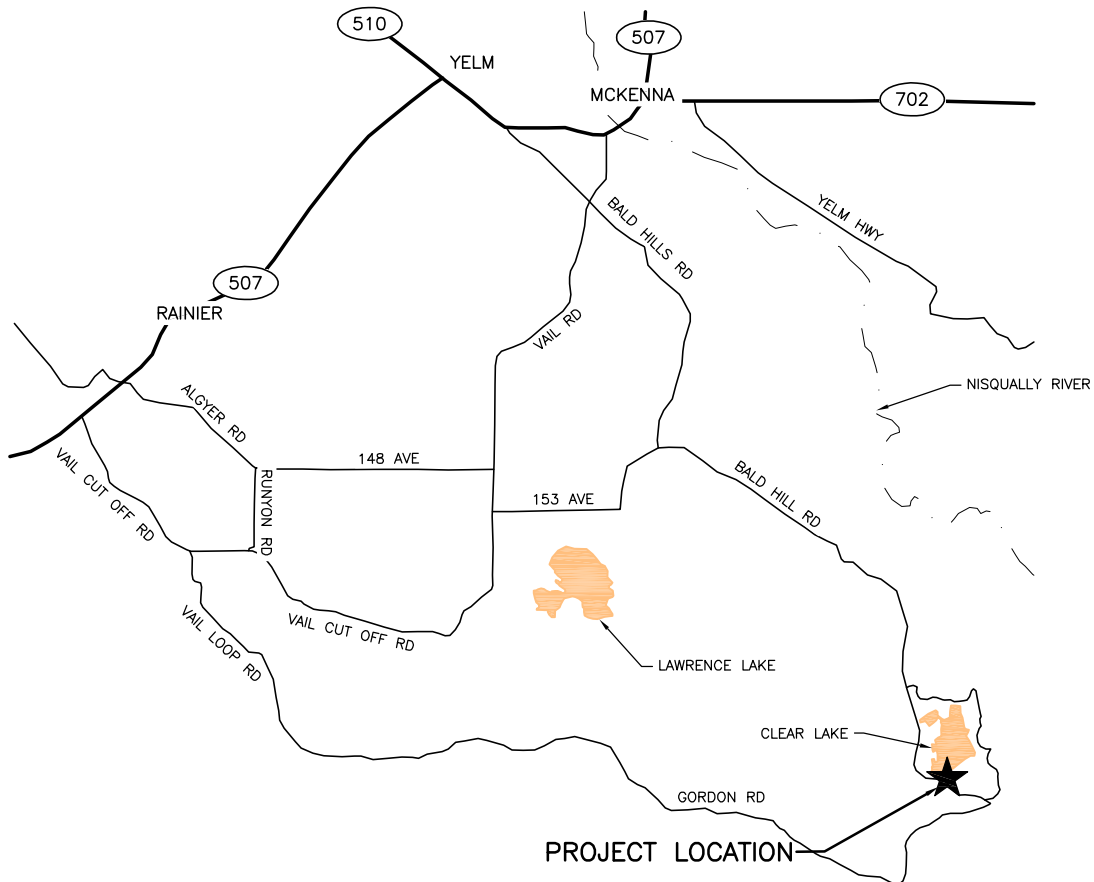 510
507
YELM
MCKENNA
702
YELM HWY
BALD HILLS RD
507
RAINIER
VAIL RD
NISQUALLY RIVER
ALGYER RD
148 AVE
VAIL CUT OFF RD
RUNYON RD
153 AVE
BALD HILL RD
VAIL LOOP RD
VAIL CUT OFF RD
LAWRENCE LAKE
CLEAR LAKE
GORDON RD
PROJECT LOCATION